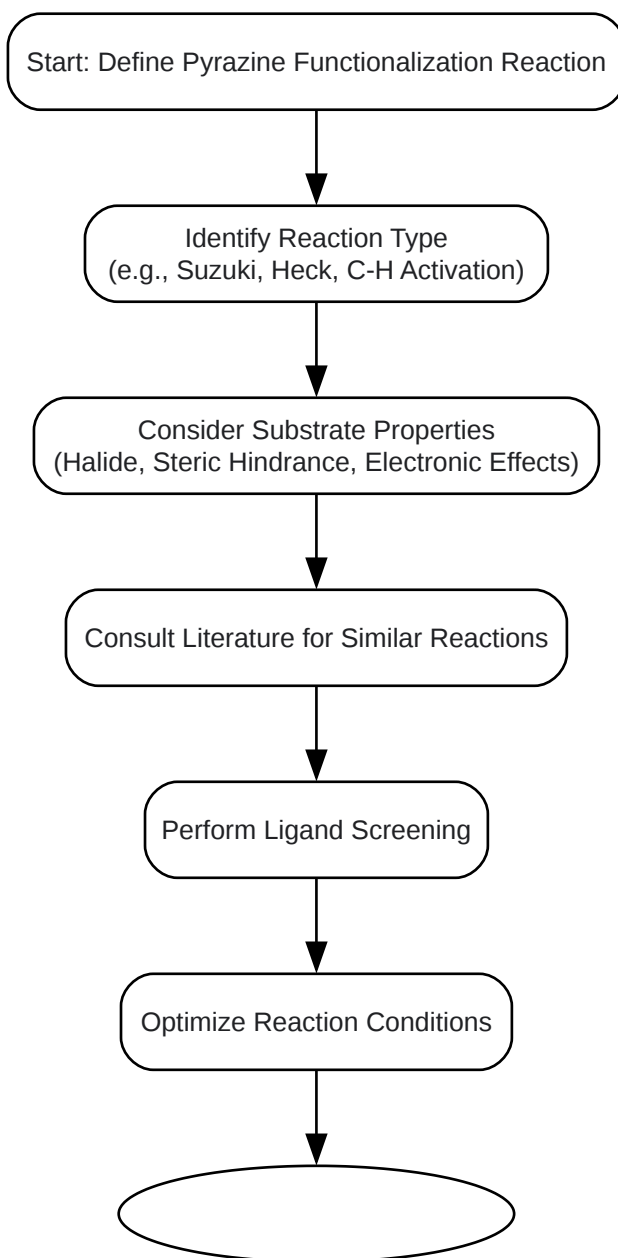 Start: Define Pyrazine Functionalization Reaction
Identify Reaction Type
(e.g., Suzuki, Heck, C-H Activation)
Consider Substrate Properties
(Halide, Steric Hindrance, Electronic Effects)
Consult Literature for Similar Reactions
Perform Ligand Screening
Optimize Reaction Conditions